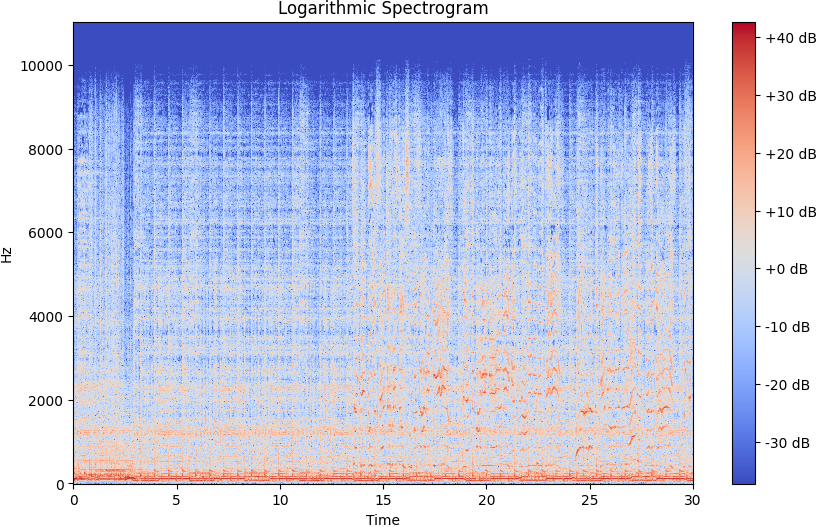 Logarithmic Spectrogram
10000
8000
6000
4000
2000
0
Hz
0 5 10 15 20 25 30
Time
+40 dB
+30 dB
+20 dB
+10 dB
+0 dB
-10 dB
-20 dB
-30 dB